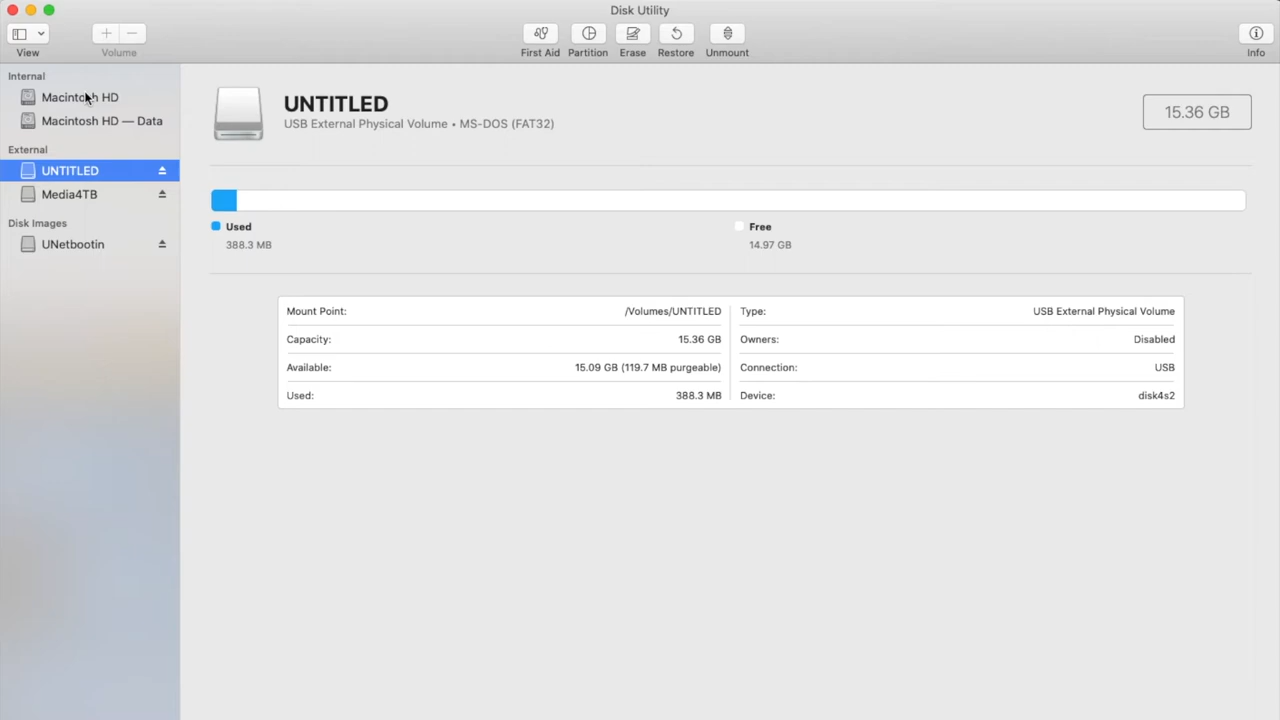 Disk Utility
View
Volume
First Aid
Partition
Erase
Restore
Unmount
Info
Internal
Macintosh HD
Macintosh HD — Data
External
UNTITLED
Media4TB
Disk Images
UNetbootin
UNTITLED
USB External Physical Volume • MS-DOS (FAT32)
15.36 GB
Used
388.3 MB
Free
14.97 GB
Mount Point: /Volumes/UNTITLED
Capacity: 15.36 GB
Available: 15.09 GB (119.7 MB purgeable)
Used: 388.3 MB
Type: USB External Physical Volume
Owners: Disabled
Connection: USB
Device: disk4s2